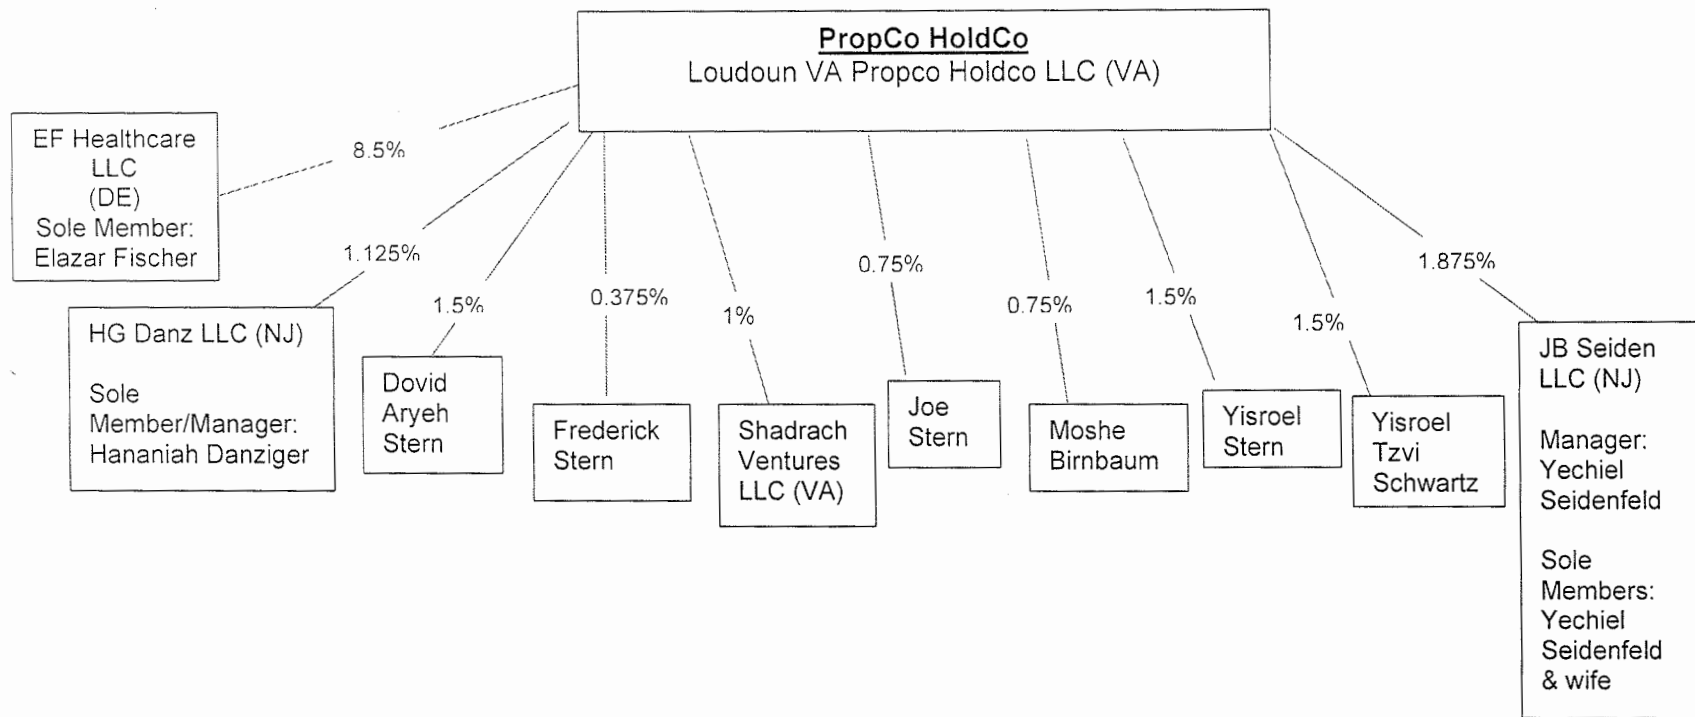 PropCo HoldCo
Loudoun VA Propco Holdco LLC (VA)
EF Healthcare
LLC
(DE)
Sole Member:
Elazar Fischer
8.5%
1.125%
1.5%
0.375%
1%
0.75%
0.75%
1.5%
1.5%
1.875%
HG Danz LLC (NJ)
Sole
Member/Manager:
Hananiah Danziger
Dovid
Aryeh
Stern
Frederick
Stern
Shadrach
Ventures
LLC (VA)
Joe
Stern
Moshe
Birnbaum
Yisroel
Stern
Yisroel
Tzvi
Schwartz
JB Seiden
LLC (NJ)
Manager:
Yechiel
Seidenfeld
Sole
Members:
Yechiel
Seidenfeld
& wife